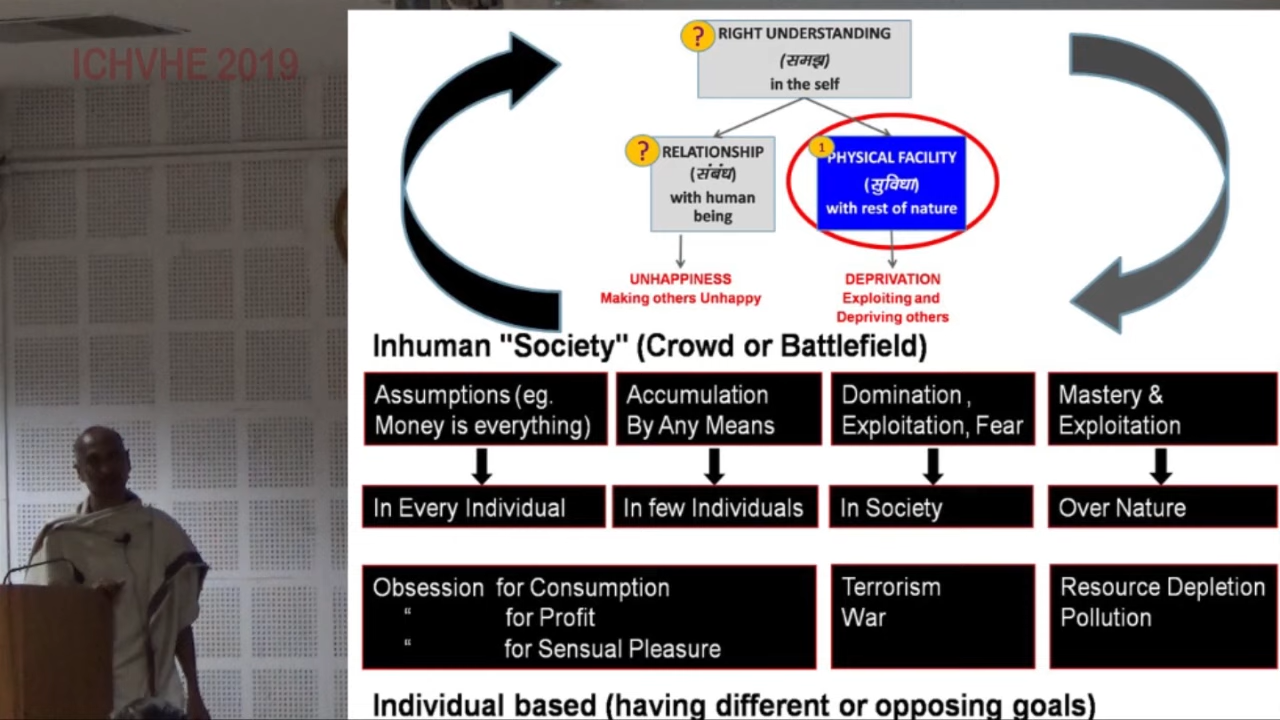 ICHVHE 2019
? RIGHT UNDERSTANDING
(समझ)
in the self
? RELATIONSHIP
(संबंध)
with human
being
1 PHYSICAL FACILITY
(सुविधा)
with rest of nature
UNHAPPINESS
Making others Unhappy
DEPRIVATION
Exploiting and
Depriving others
Inhuman "Society" (Crowd or Battlefield)
Assumptions (eg.
Money is everything)
Accumulation
By Any Means
Domination ,
Exploitation, Fear
Mastery &
Exploitation
In Every Individual
In few Individuals
In Society
Over Nature
Obsession for Consumption
“ for Profit
“ for Sensual Pleasure
Terrorism
War
Resource Depletion
Pollution
Individual based (having different or opposing goals)